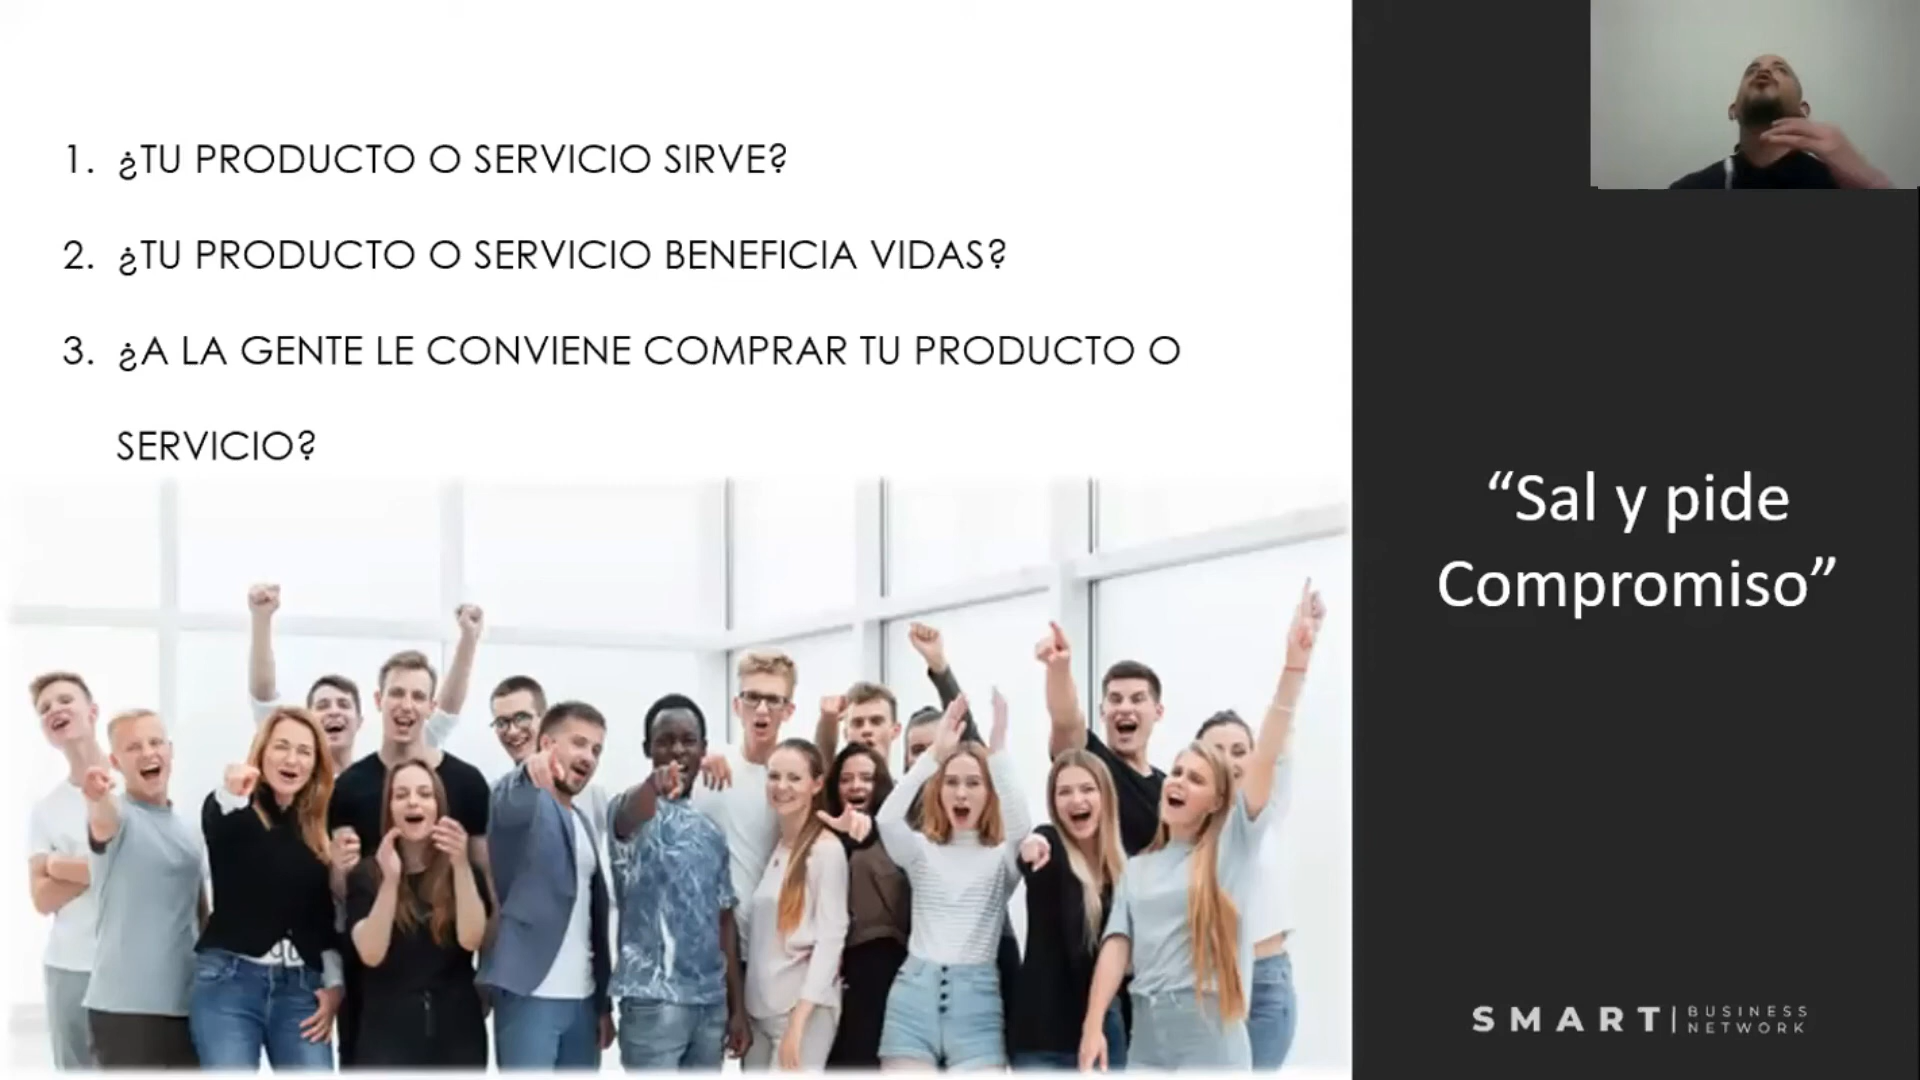 1. ¿TU PRODUCTO O SERVICIO SIRVE?
2. ¿TU PRODUCTO O SERVICIO BENEFICIA VIDAS?
3. ¿A LA GENTE LE CONVIENE COMPRAR TU PRODUCTO O
SERVICIO?
“Sal y pide
Compromiso”
SMART | BUSINESS
NETWORK